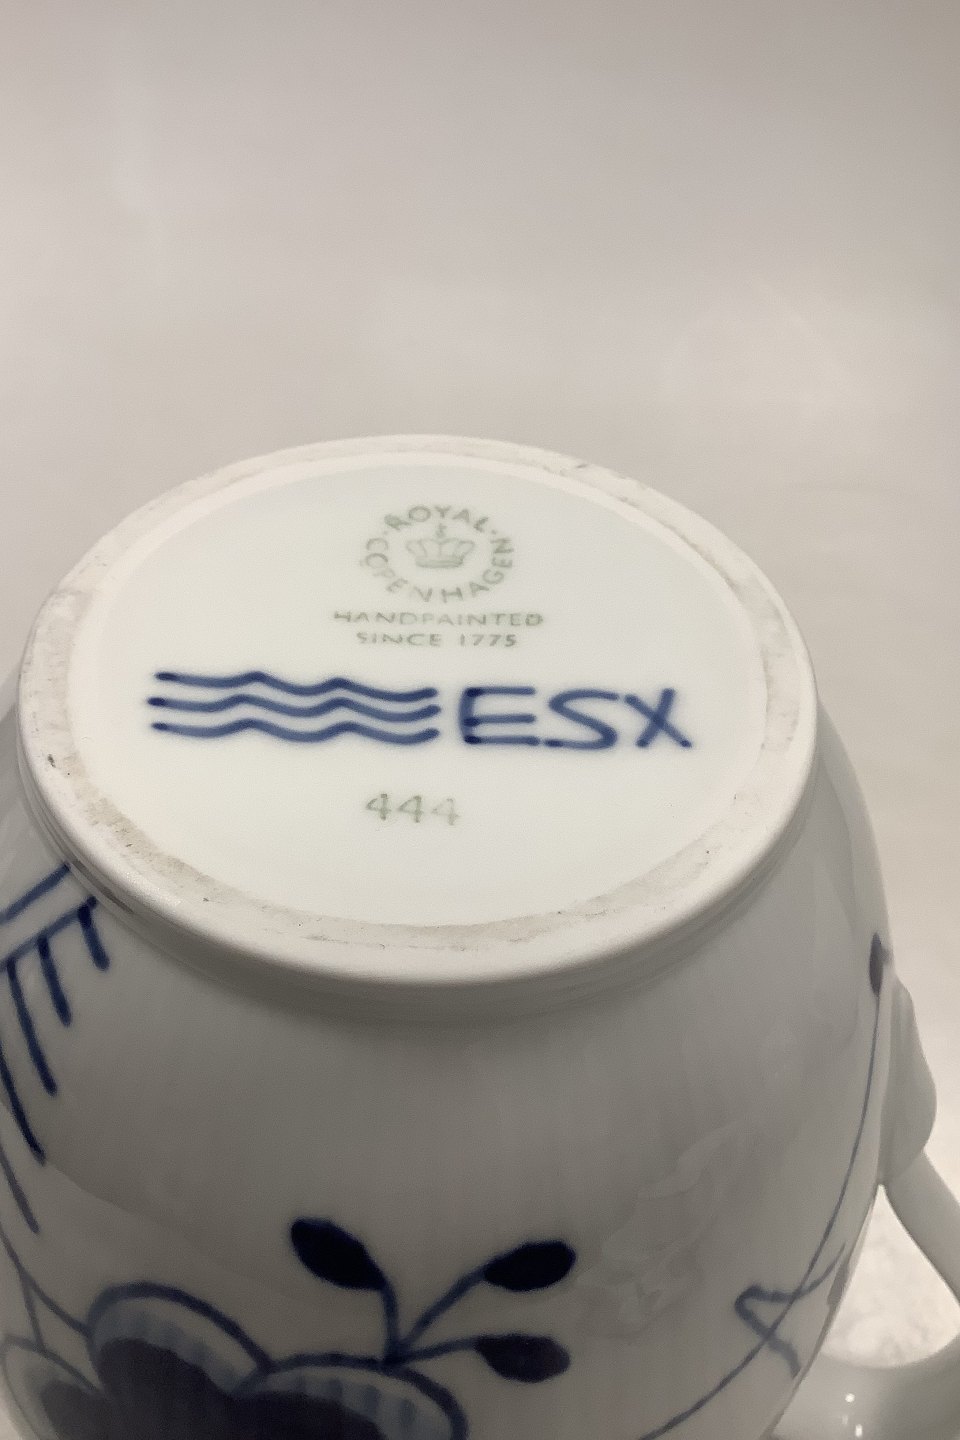 ROYAL COPENHAGEN
HANDPAINTED
SINCE 1775
ESX
444